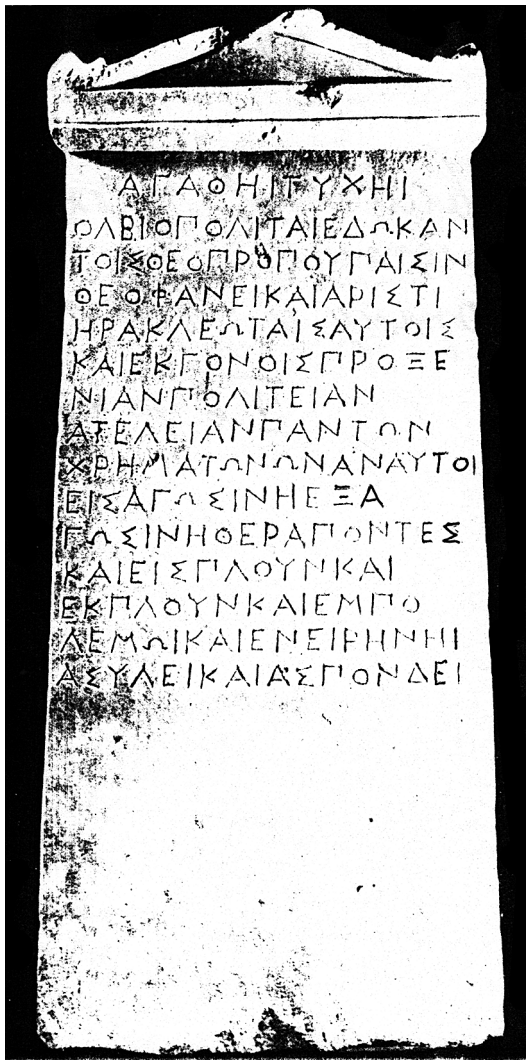 ΑΓΑΘΗΙΤΥΧΗΙ
ΟΛΒΙΟΠΟΛΙΤΑΙΕΔΩΚΑΝ
ΤΟΙΣΘΕΟΠΡΟΠΟΥΠΑΙΣΙΝ
ΘΕΟΦΑΝΕΙΚΑΙΑΡΙΣΤΙ
ΗΡΑΚΛΕΩΤΑΙΣΑΥΤΟΙΣ
ΚΑΙΕΚΓΟΝΟΙΣΠΡΟΞΕ
ΝΙΑΝΠΟΛΙΤΕΙΑΝ
ΑΤΕΛΕΙΑΝΠΑΝΤΩΝ
ΧΡΗΜΑΤΩΝΩΝΑΝΑΥΤΟΙ
ΕΙΣΑΓΩΣΙΝΗΕΞΑ
ΓΩΣΙΝΗΘΕΡΑΠΟΝΤΕΣ
ΚΑΙΕΙΣΠΛΟΥΝΚΑΙ
ΕΚΠΛΟΥΝΚΑΙΕΜΠΟ
ΛΕΜΩΙΚΑΙΕΝΕΙΡΗΝΗΙ
ΑΣΥΛΕΙΚΑΙΑΣΠΟΝΔΕΙ